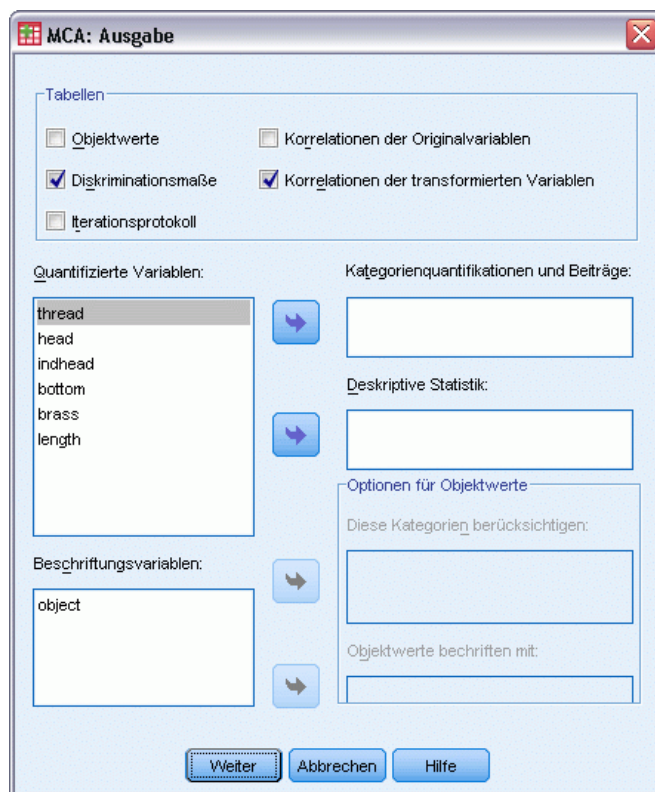 MCA: Ausgabe
Tabellen
Objektwerte
Korrelationen der Originalvariablen
Diskriminationsmaße
Korrelationen der transformierten Variablen
Iterationsprotokoll
Quantifizierte Variablen:
thread
head
indhead
bottom
brass
length
Kategorienquantifikationen und Beiträge:
Deskriptive Statistik:
Optionen für Objektwerte
Diese Kategorien berücksichtigen:
Beschriftungsvariablen:
object
Objektwerte bechriften mit:
Weiter
Abbrechen
Hilfe